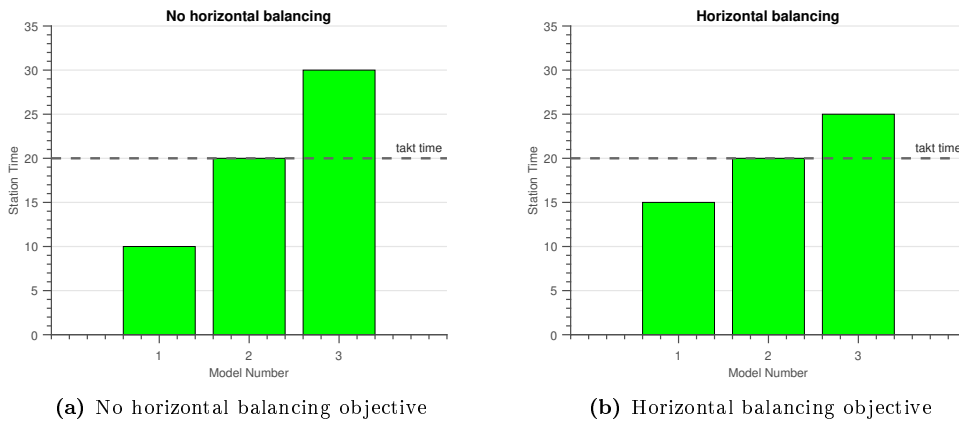 No horizontal balancing
35
30
25
20
15
10
5
0
takt time
Station Time
1 2 3
Model Number
(a) No horizontal balancing objective
Horizontal balancing
35
30
25
20
15
10
5
0
takt time
Station Time
1 2 3
Model Number
(b) Horizontal balancing objective